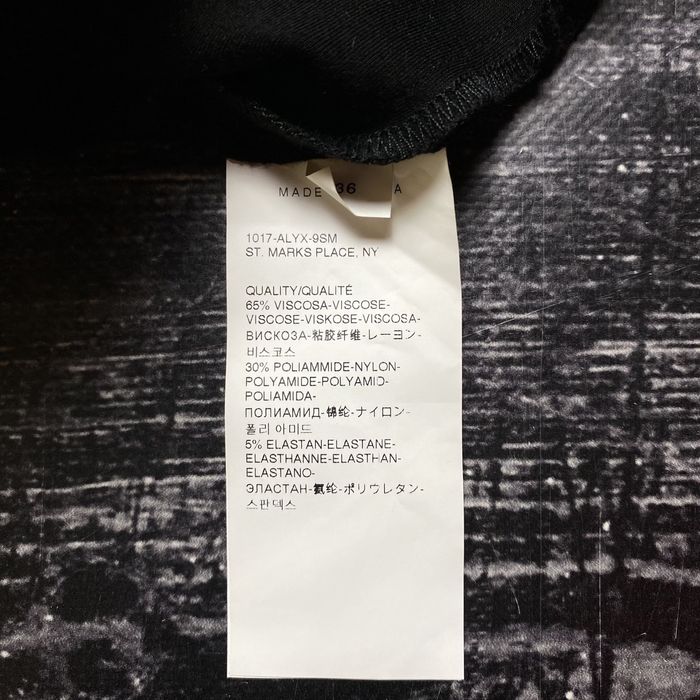 MADE 36 A
1017-ALYX-9SM
ST. MARKS PLACE, NY
QUALITY/QUALITÉ
65% VISCOSA-VISCOSE-
VISCOSE-VISKOSE-VISCOSA-
ВИСКОЗА-粘胶纤维-レーヨン-
비스코스
30% POLIAMMIDE-NYLON-
POLYAMIDE-POLYAMID-
POLIAMIDA-
ПОЛИАМИД-锦纶-ナイロン-
폴리 아미드
5% ELASTAN-ELASTANE-
ELASTHANNE-ELASTHAN-
ELASTANO-
ЭЛАСТАН-氨纶-ポリウレタン-
스판덱스